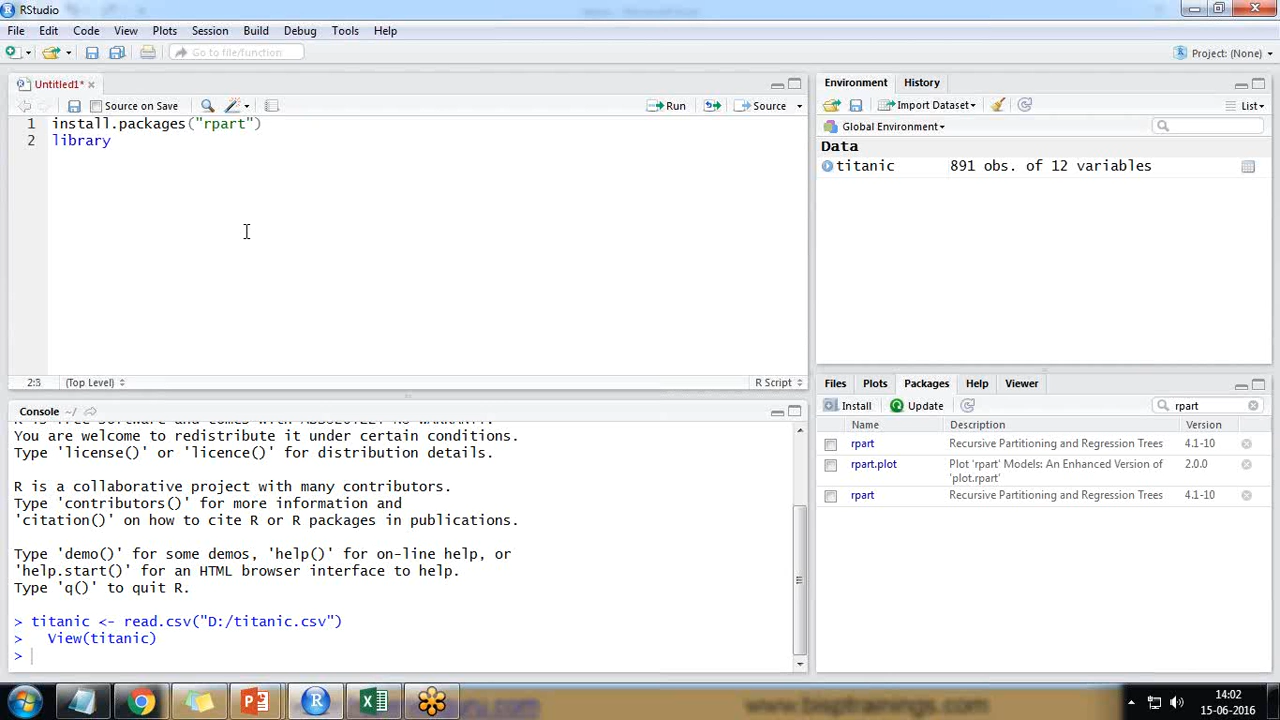 RStudio
File Edit Code View Plots Session Build Debug Tools Help
Go to file/function
Project: (None)
Untitled1*
Source on Save
Run
Source
1 install.packages("rpart")
2 library
2:3 (Top Level)
R Script
Console ~/
You are welcome to redistribute it under certain conditions.
Type 'license()' or 'licence()' for distribution details.
R is a collaborative project with many contributors.
Type 'contributors()' for more information and
'citation()' on how to cite R or R packages in publications.
Type 'demo()' for some demos, 'help()' for on-line help, or
'help.start()' for an HTML browser interface to help.
Type 'q()' to quit R.
> titanic <- read.csv("D:/titanic.csv")
> View(titanic)
>
Environment History
Import Dataset
List
Global Environment
Data
titanic 891 obs. of 12 variables
Files Plots Packages Help Viewer
Install Update rpart
Name Description Version
rpart Recursive Partitioning and Regression Trees 4.1-10
rpart.plot Plot 'rpart' Models: An Enhanced Version of 2.0.0
'plot.rpart'
rpart Recursive Partitioning and Regression Trees 4.1-10
www.bisptrainings.com
14:02
15-06-2016